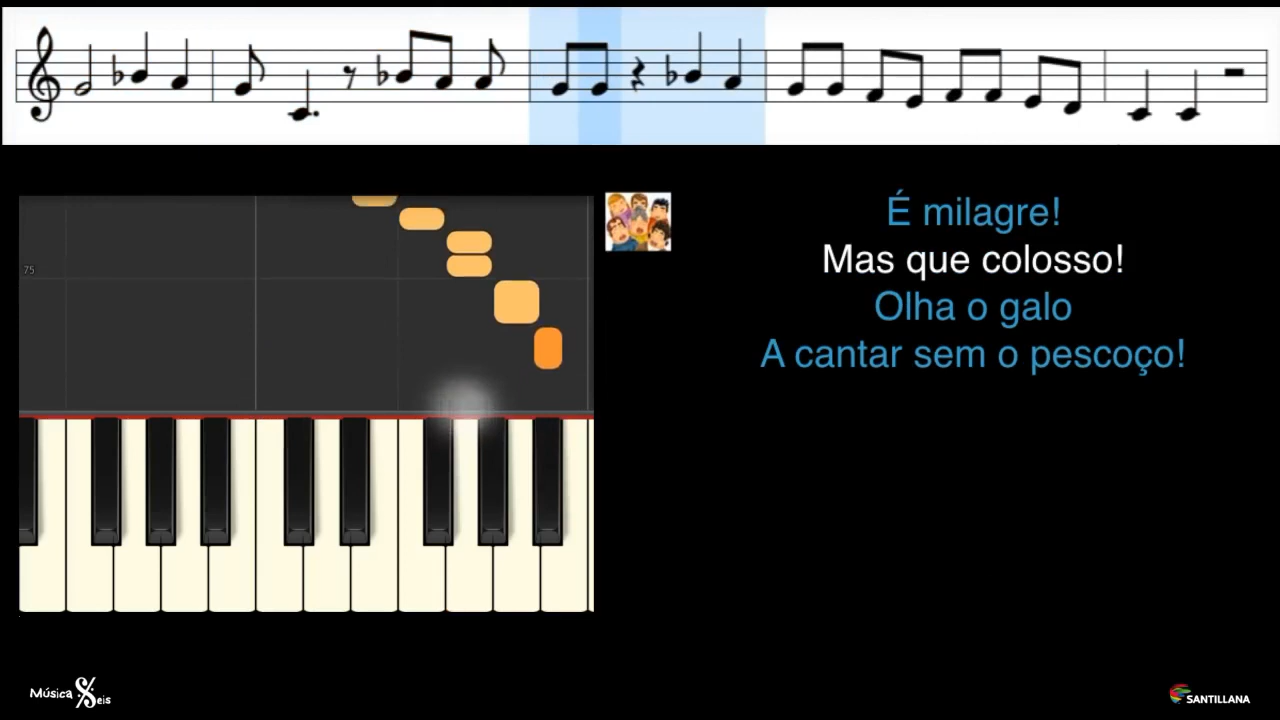 É milagre!
Mas que colosso!
Olha o galo
A cantar sem o pescoço!
75
Música Seis
SANTILLANA